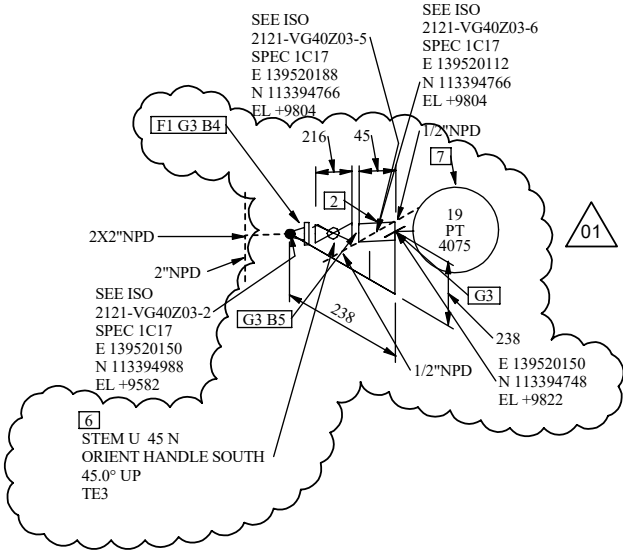 SEE ISO
2121-VG40Z03-5
SPEC 1C17
E 139520188
N 113394766
EL +9804
SEE ISO
2121-VG40Z03-6
SPEC 1C17
E 139520112
N 113394766
EL +9804
F1 G3 B4
216
45
1/2"NPD
7
2
19
PT
4075
01
2X2"NPD
2"NPD
SEE ISO
2121-VG40Z03-2
SPEC 1C17
E 139520150
N 113394988
EL +9582
G3 B5
238
G3
238
1/2"NPD
E 139520150
N 113394748
EL +9822
6
STEM U 45 N
ORIENT HANDLE SOUTH
45.0° UP
TE3